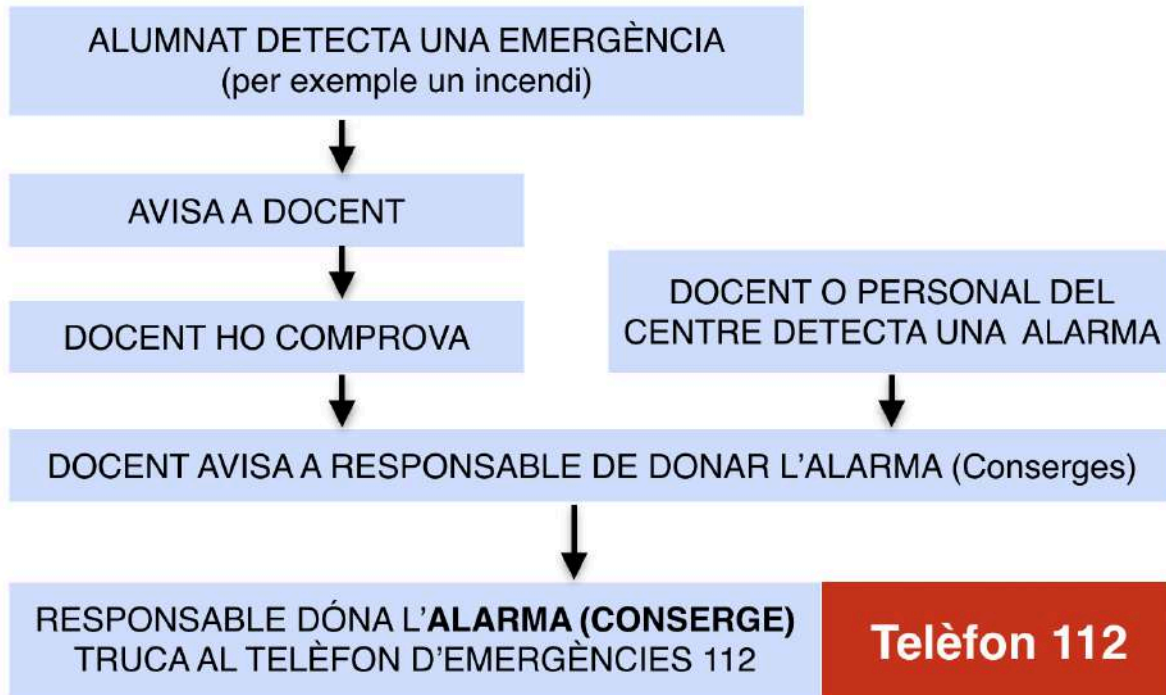 ALUMNAT DETECTA UNA EMERGÈNCIA
(per exemple un incendi)
AVISA A DOCENT
DOCENT HO COMPROVA
DOCENT O PERSONAL DEL
CENTRE DETECTA UNA ALARMA
DOCENT AVISA A RESPONSABLE DE DONAR L’ALARMA (Conserges)
RESPONSABLE DÓNA L’ALARMA (CONSERGE)
TRUCA AL TELÈFON D’EMERGÈNCIES 112
Telèfon 112